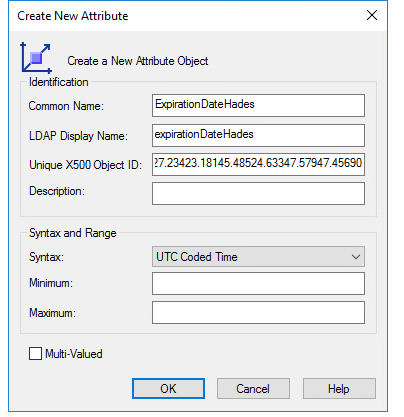 Create New Attribute
Create a New Attribute Object
Identification
Common Name: ExpirationDateHades
LDAP Display Name: expirationDateHades
Unique X500 Object ID: 27.23423.18145.48524.63347.57947.45690
Description:
Syntax and Range
Syntax: UTC Coded Time
Minimum:
Maximum:
Multi-Valued
OK Cancel Help